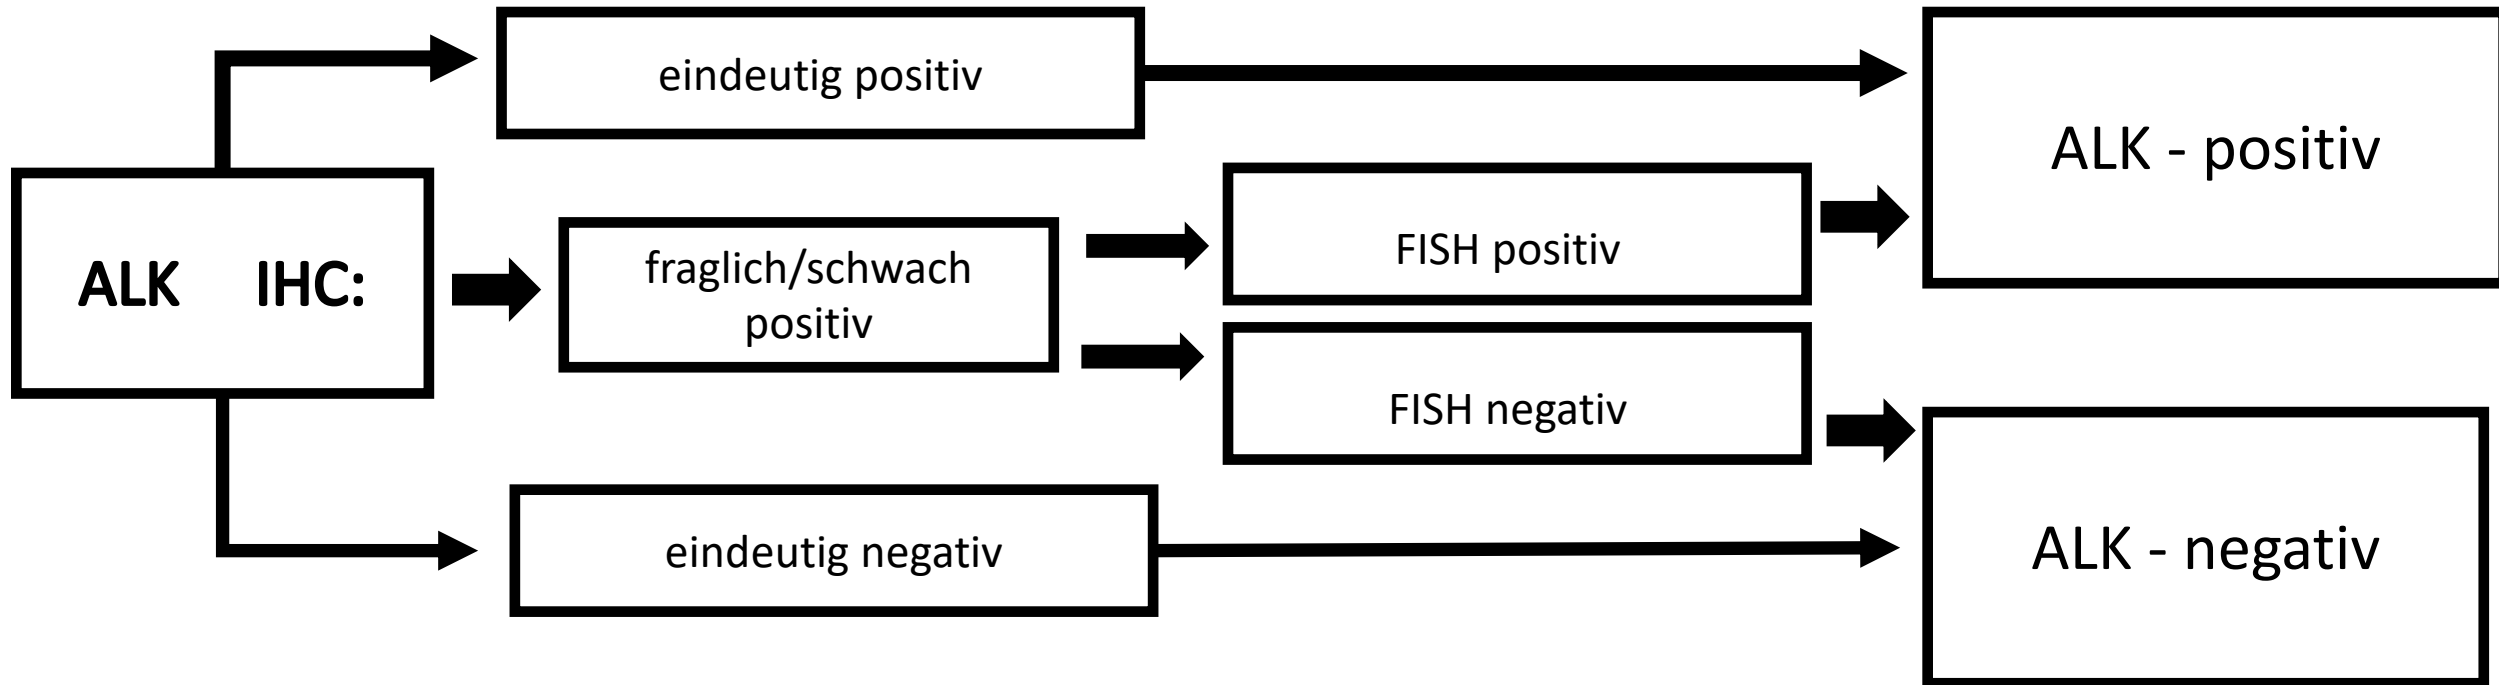 eindeutig positiv
ALK - positiv
ALK IHC:
fraglich/schwach
positiv
FISH positiv
FISH negativ
eindeutig negativ
ALK - negativ